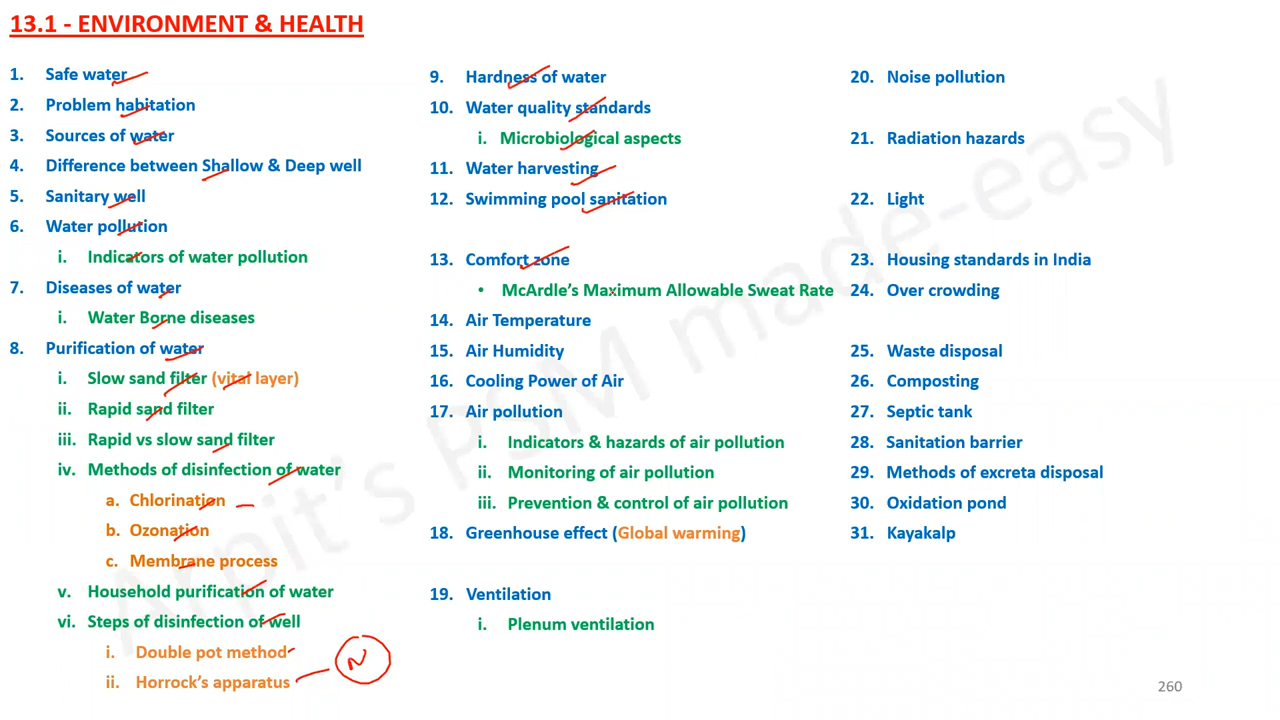 13.1 - ENVIRONMENT & HEALTH
1. Safe water
2. Problem habitation
3. Sources of water
4. Difference between Shallow & Deep well
5. Sanitary well
6. Water pollution
i. Indicators of water pollution
7. Diseases of water
i. Water Borne diseases
8. Purification of water
i. Slow sand filter (vital layer)
ii. Rapid sand filter
iii. Rapid vs slow sand filter
iv. Methods of disinfection of water
a. Chlorination
b. Ozonation
c. Membrane process
v. Household purification of water
vi. Steps of disinfection of well
i. Double pot method
ii. Horrock's apparatus
N
9. Hardness of water
10. Water quality standards
i. Microbiological aspects
11. Water harvesting
12. Swimming pool sanitation
13. Comfort zone
• McArdle's Maximum Allowable Sweat Rate
14. Air Temperature
15. Air Humidity
16. Cooling Power of Air
17. Air pollution
i. Indicators & hazards of air pollution
ii. Monitoring of air pollution
iii. Prevention & control of air pollution
18. Greenhouse effect (Global warming)
19. Ventilation
i. Plenum ventilation
20. Noise pollution
21. Radiation hazards
22. Light
23. Housing standards in India
24. Over crowding
25. Waste disposal
26. Composting
27. Septic tank
28. Sanitation barrier
29. Methods of excreta disposal
30. Oxidation pond
31. Kayakalp
Arpit's PSM made-easy
260